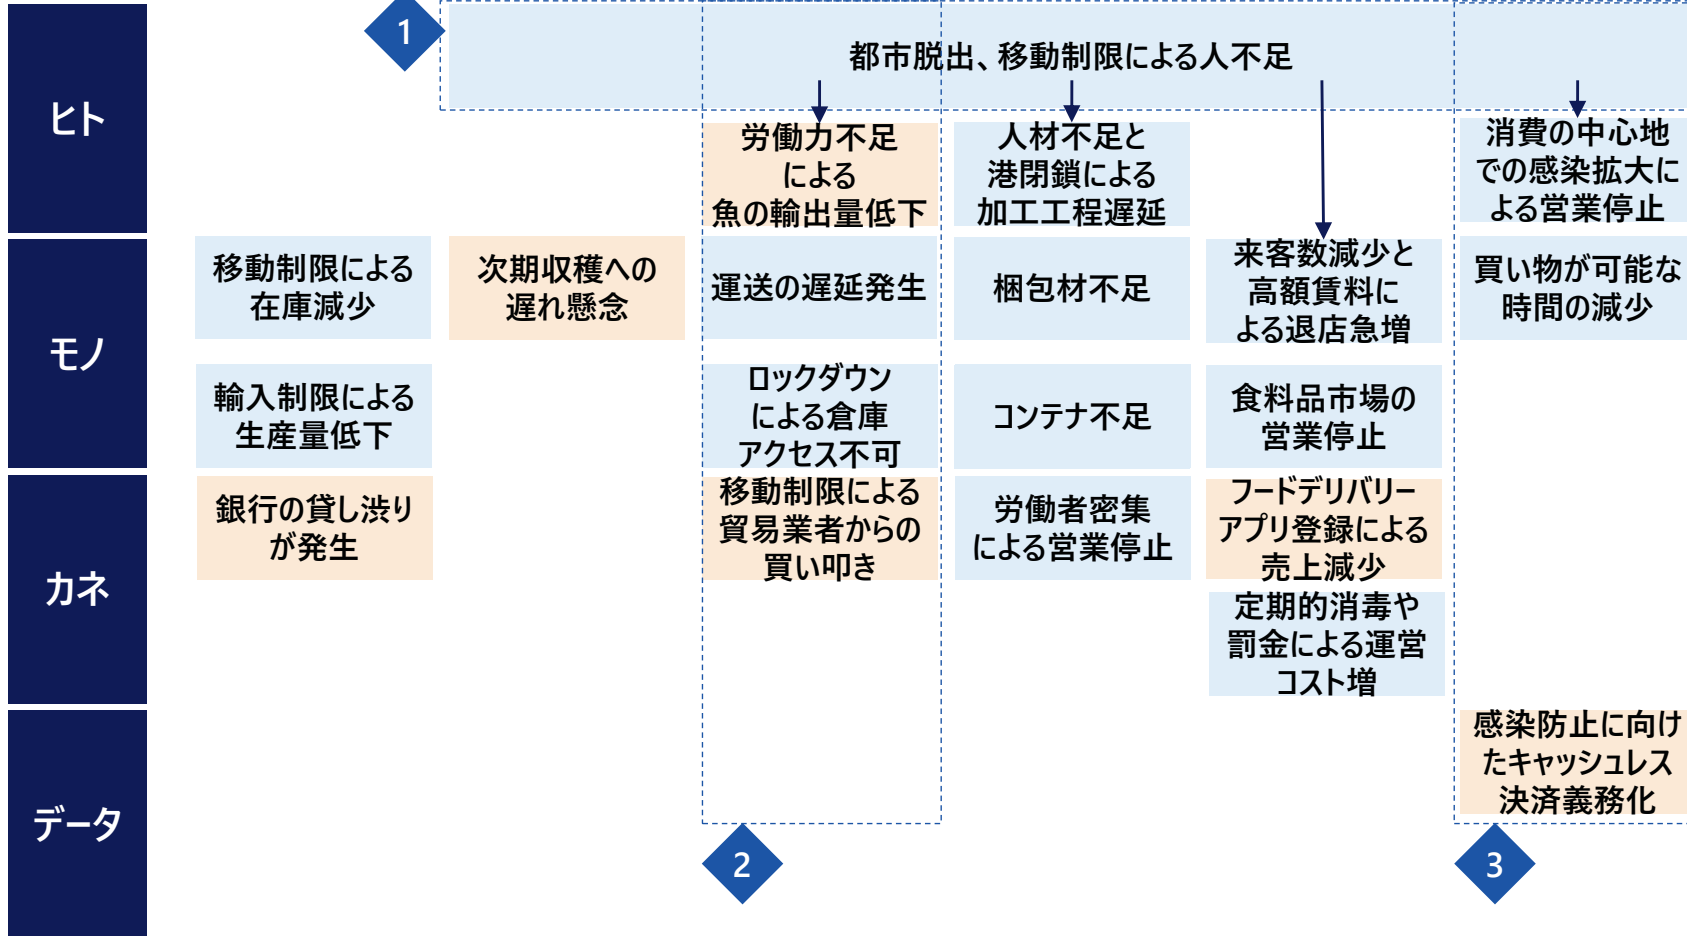 1
都市脱出、移動制限による人不足
ヒト
労働力不足
による
魚の輸出量低下
人材不足と
港閉鎖による
加工工程遅延
消費の中心地
での感染拡大に
よる営業停止
モノ
移動制限による
在庫減少
次期収穫への
遅れ懸念
運送の遅延発生
梱包材不足
来客数減少と
高額賃料に
よる退店急増
買い物が可能な
時間の減少
輸入制限による
生産量低下
ロックダウン
による倉庫
アクセス不可
コンテナ不足
食料品市場の
営業停止
カネ
銀行の貸し渋り
が発生
移動制限による
貿易業者からの
買い叩き
労働者密集
による営業停止
フードデリバリー
アプリ登録による
売上減少
定期的消毒や
罰金による運営
コスト増
データ
感染防止に向け
たキャッシュレス
決済義務化
2
3